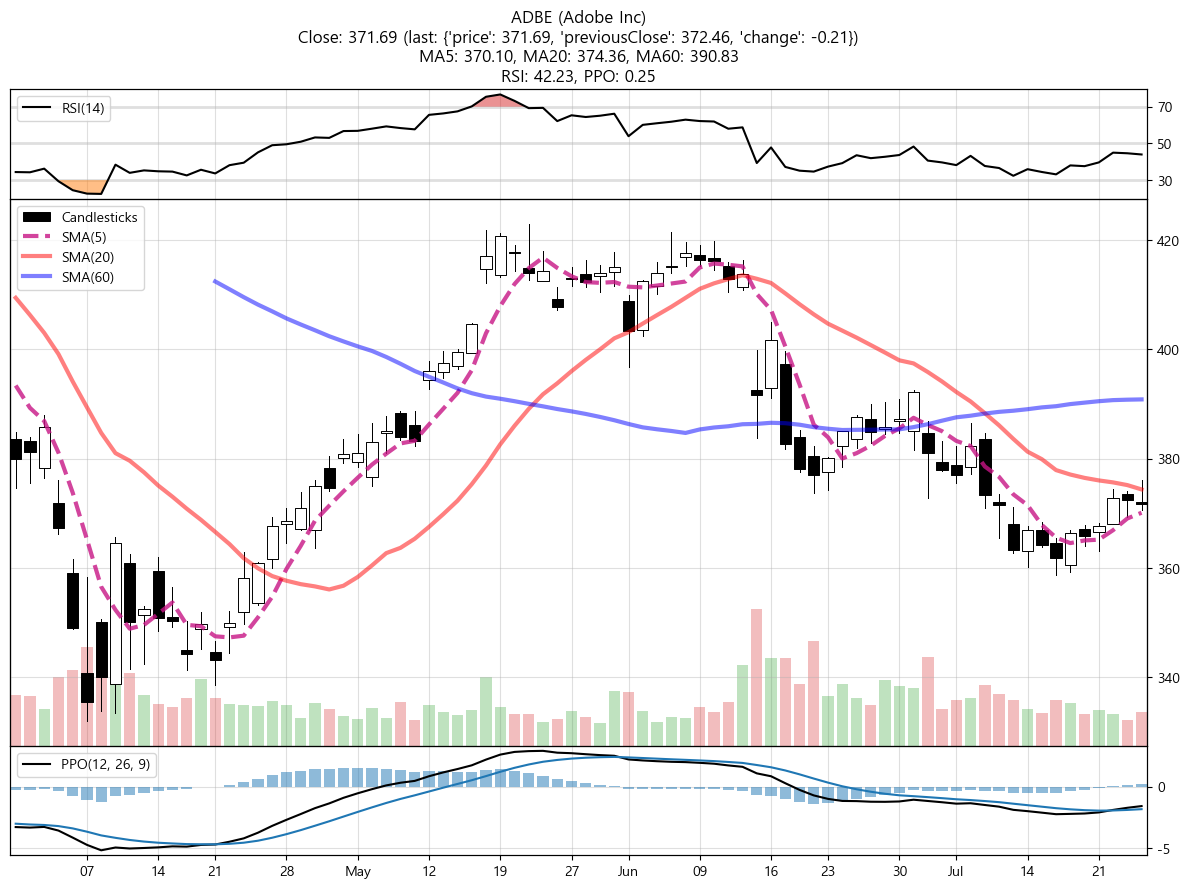 ADBE (Adobe Inc)
Close: 371.69 (last: {'price': 371.69, 'previousClose': 372.46, 'change': -0.21})
MA5: 370.10, MA20: 374.36, MA60: 390.83
RSI: 42.23, PPO: 0.25
RSI(14)
70
50
30
Candlesticks
SMA(5)
SMA(20)
SMA(60)
420
400
380
360
340
PPO(12, 26, 9)
0
-5
07 14 21 28 May 12 19 27 Jun 09 16 23 30 Jul 14 21